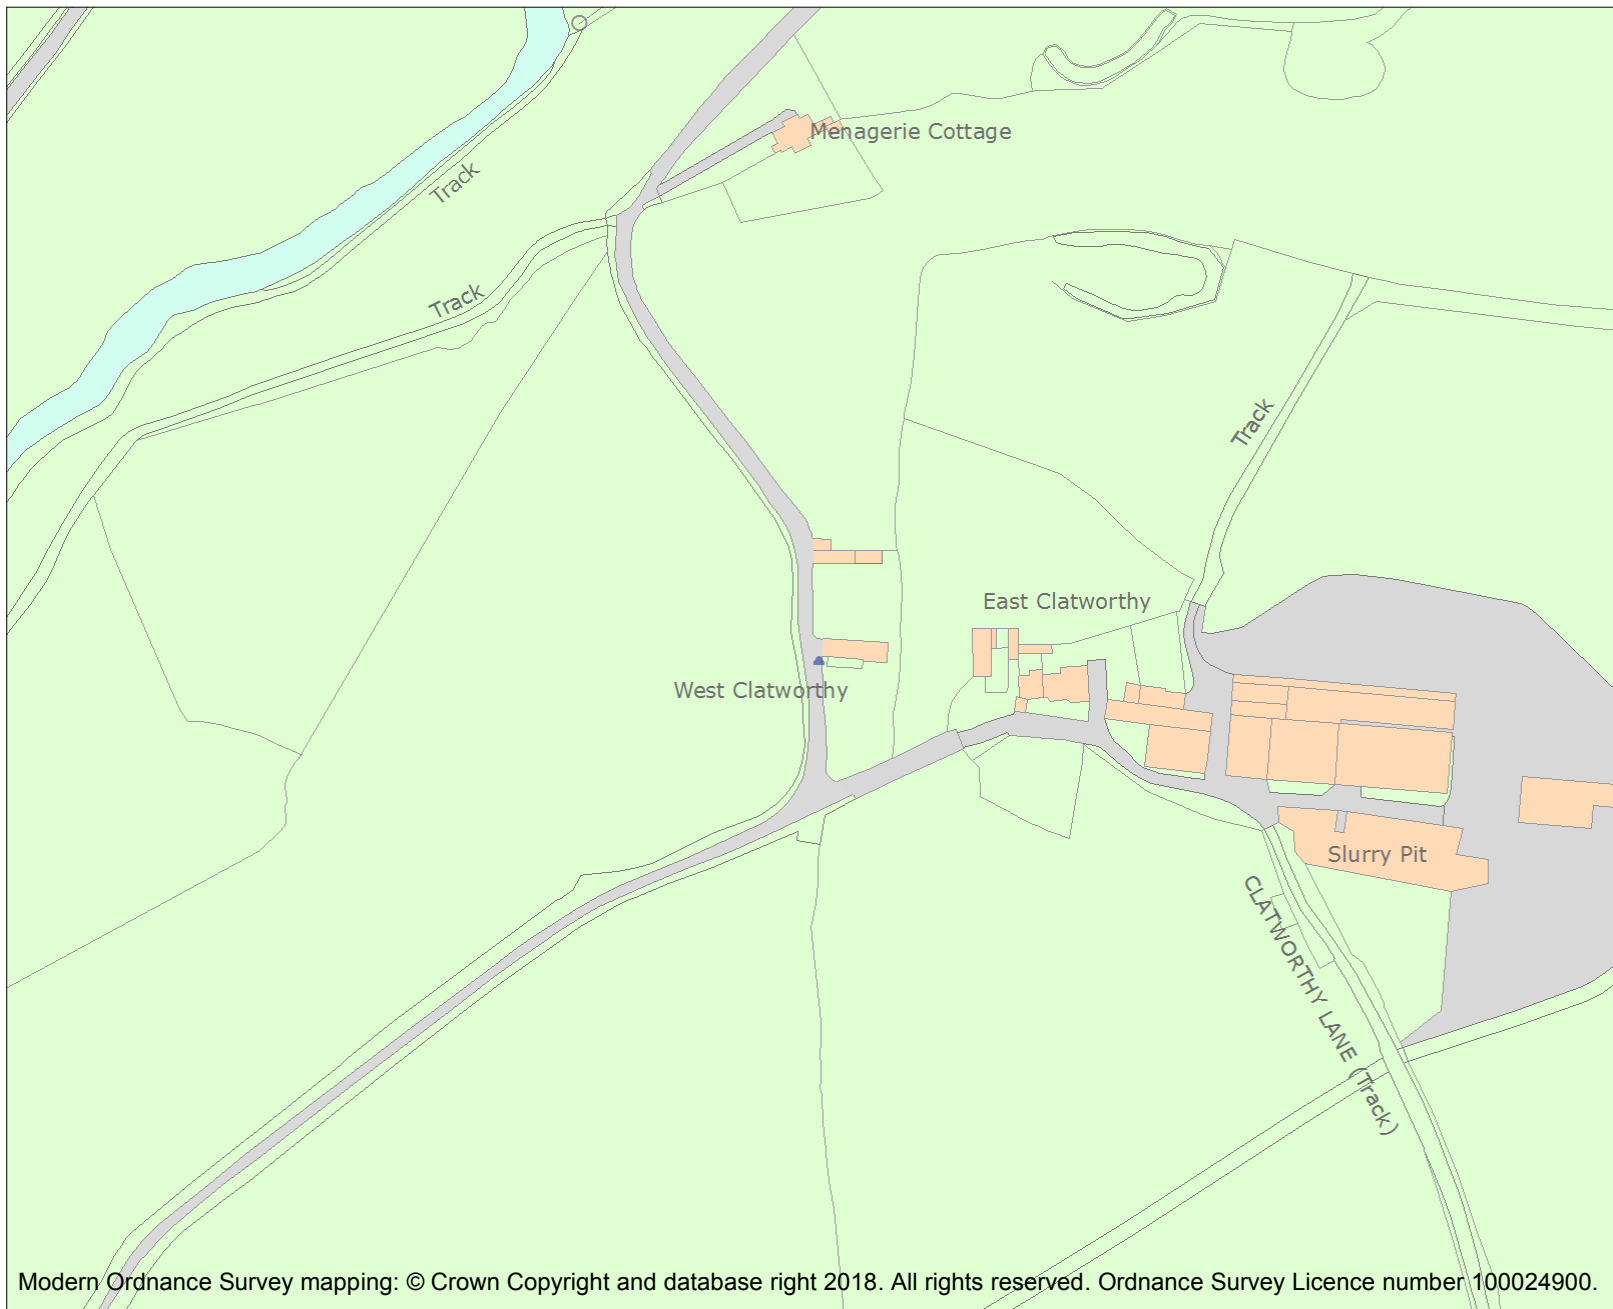 Menagerie Cottage
Track
Track
Track
East Clatworthy
West Clatworthy
Slurry Pit
CLATWORTHY LANE (Track)
Modern Ordnance Survey mapping: © Crown Copyright and database right 2018. All rights reserved. Ordnance Survey Licence number 100024900.